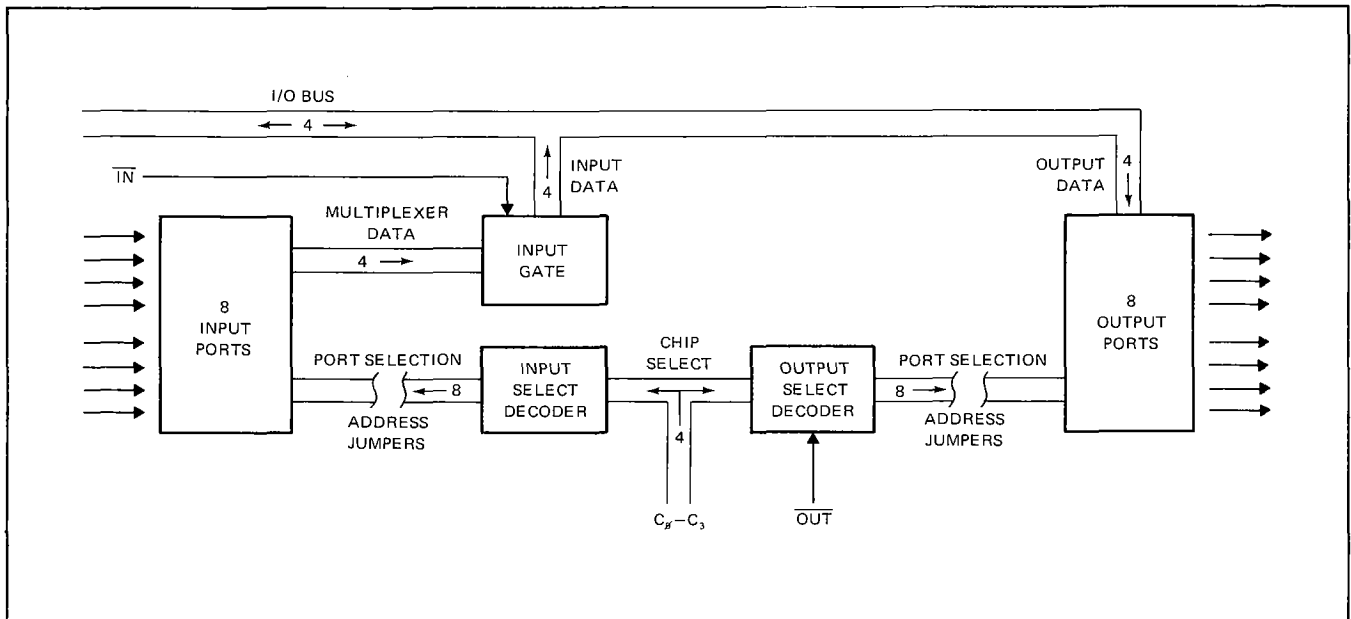 I/O BUS
4
IN
INPUT
DATA
4
OUTPUT
DATA
4
MULTIPLEXER
DATA
4
INPUT
GATE
8
INPUT
PORTS
8
OUTPUT
PORTS
PORT SELECTION
8
ADDRESS
JUMPERS
INPUT
SELECT
DECODER
CHIP
SELECT
4
OUTPUT
SELECT
DECODER
PORT SELECTION
8
ADDRESS
JUMPERS
C0–C3
OUT